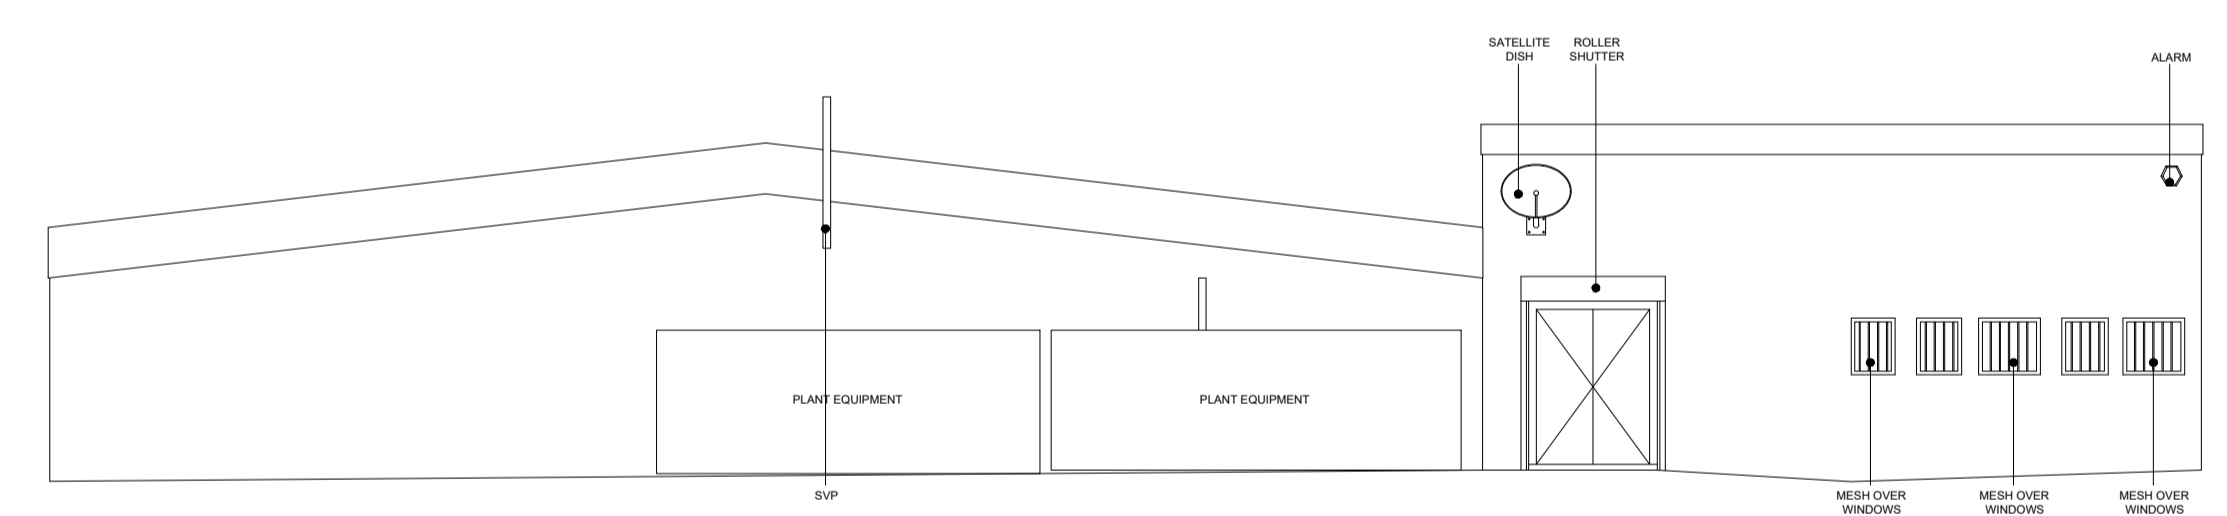 SATELLITE
DISH
ROLLER
SHUTTER
ALARM
PLANT EQUIPMENT
PLANT EQUIPMENT
SVP
MESH OVER
WINDOWS
MESH OVER
WINDOWS
MESH OVER
WINDOWS